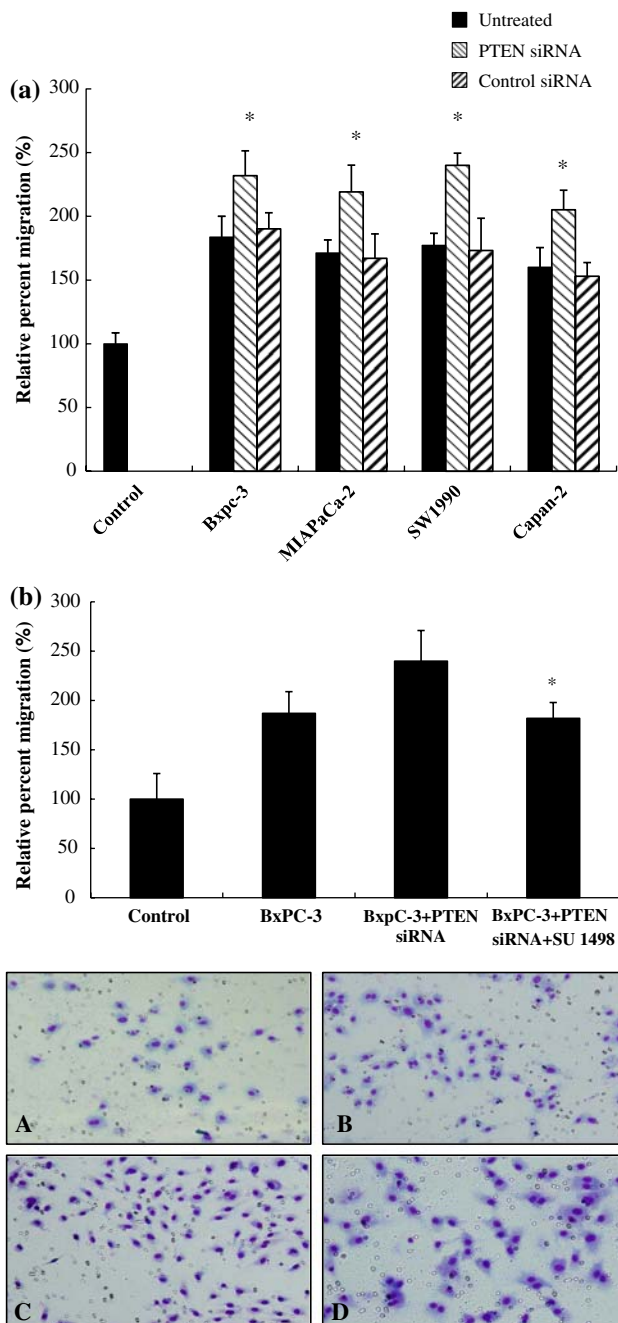 Untreated
PTEN siRNA
Control siRNA
(a)
Relative percent migration (%)
300
250
200
150
100
50
0
*
*
*
*
Control
Bxpc-3
MIAPaCa-2
SW1990
Capan-2
(b)
Relative percent migration (%)
300
250
200
150
100
50
0
*
Control
BxPC-3
BxpC-3+PTEN
siRNA
BxPC-3+PTEN
siRNA+SU 1498
A
B
C
D